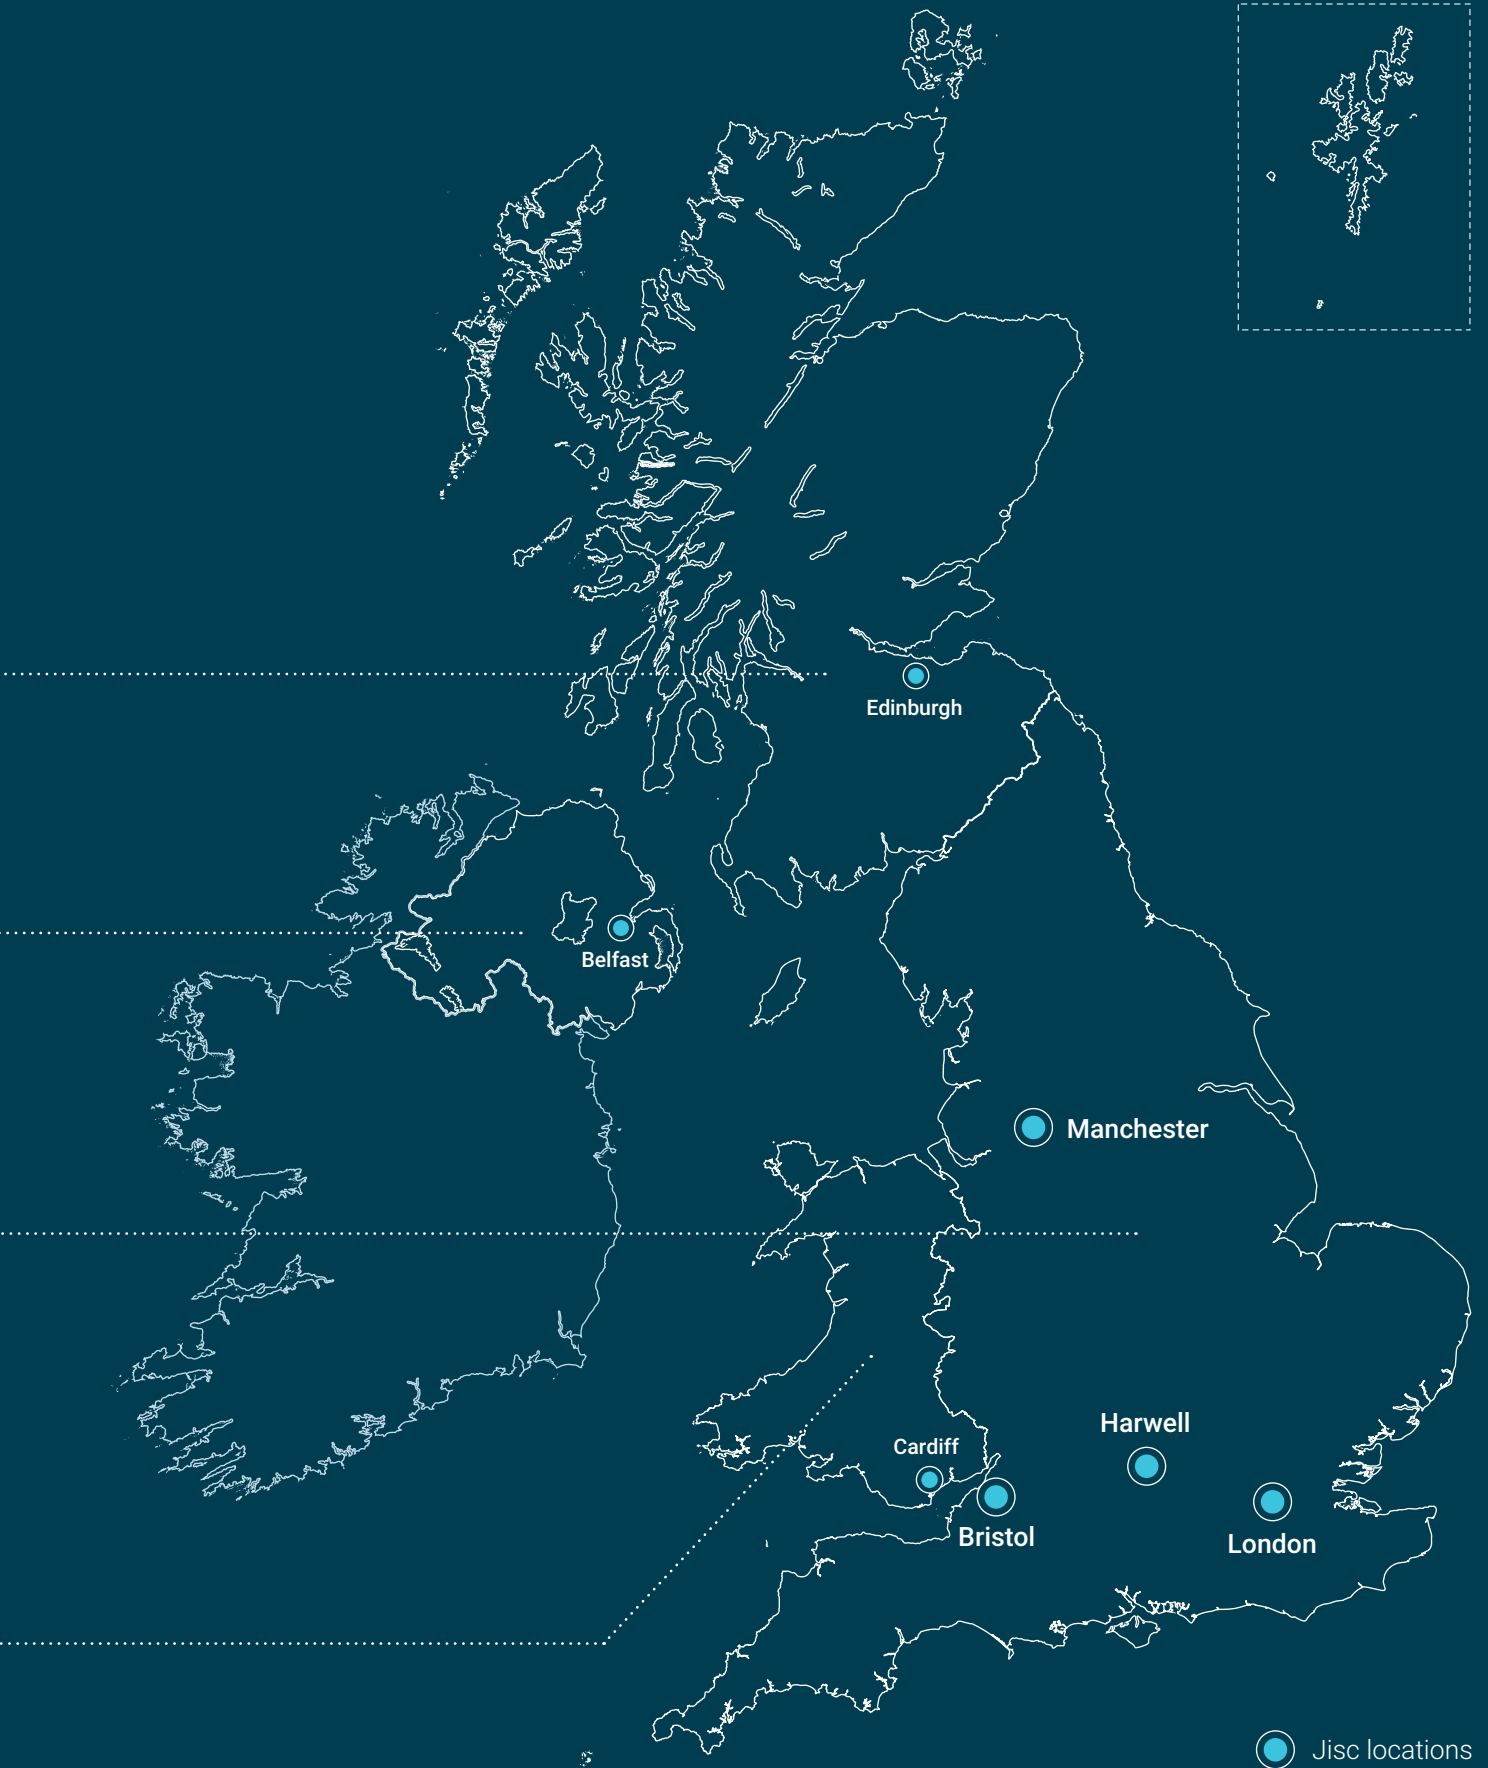 Edinburgh
Belfast
Manchester
Harwell
Cardiff
Bristol
London
Jisc locations